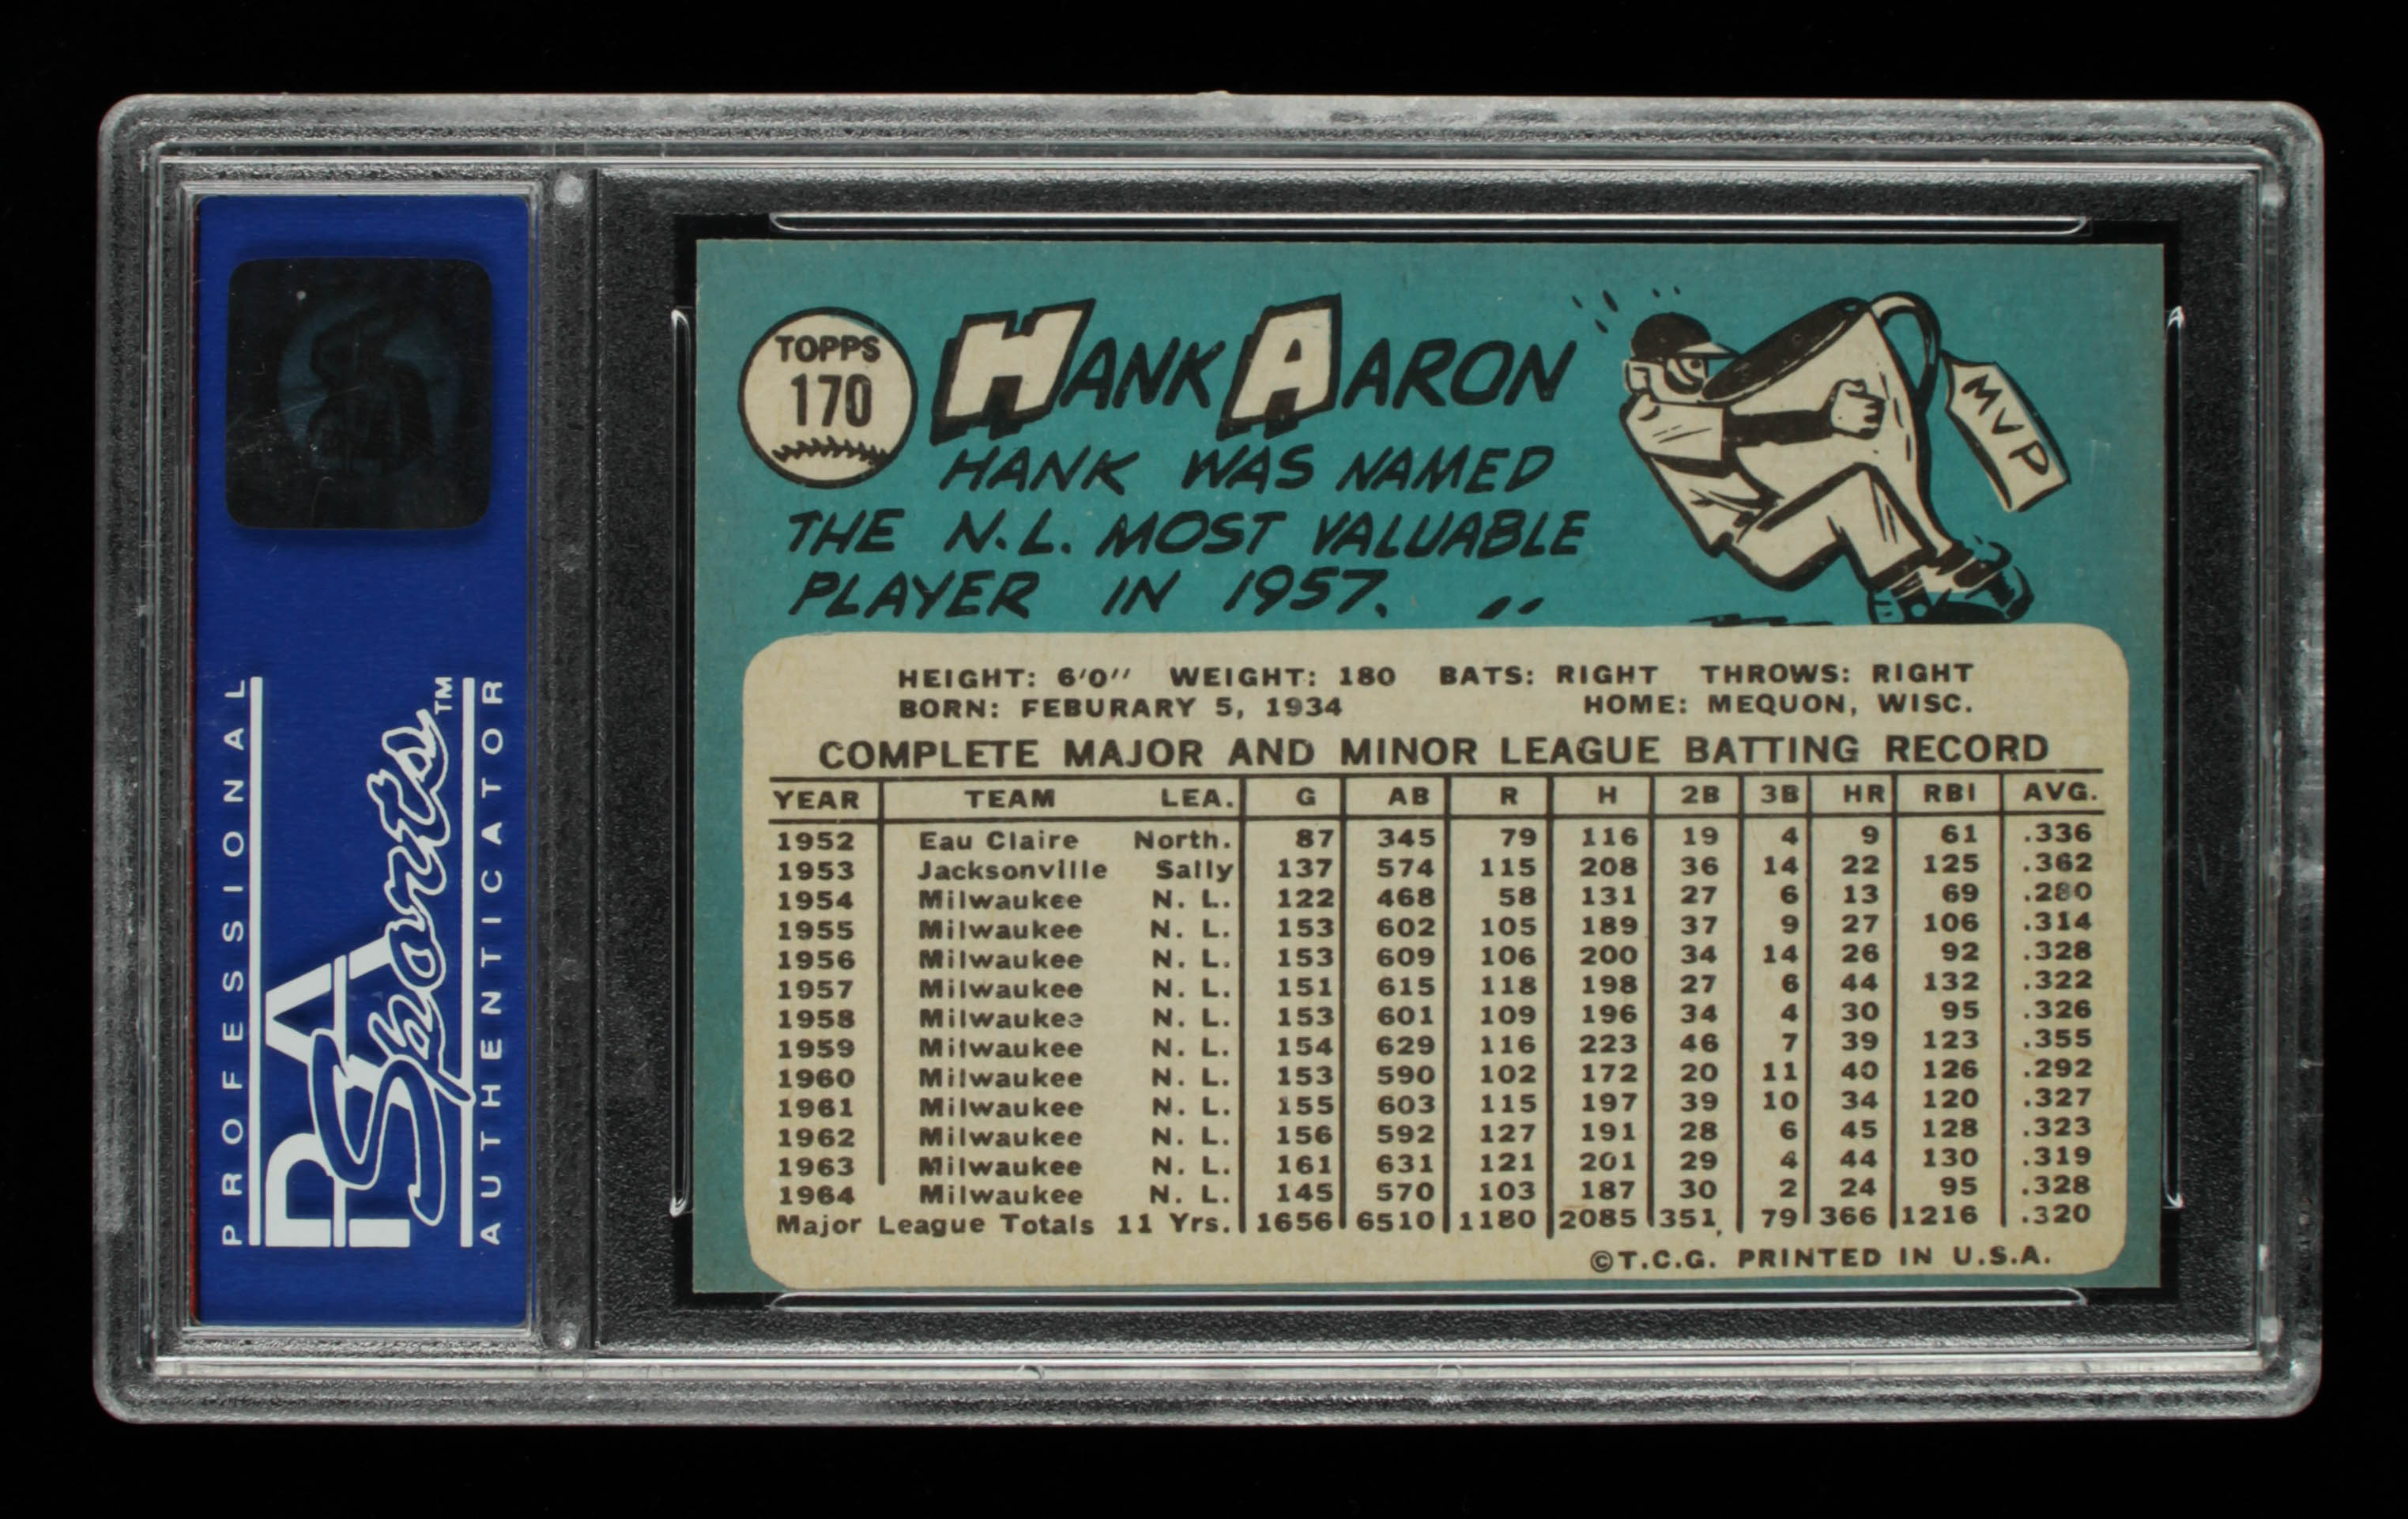 PROFESSIONAL
PIA
Sports™
AUTHENTICATOR
TOPPS
170
HANK AARON
HANK WAS NAMED
THE N.L. MOST VALUABLE
PLAYER IN 1957.
MVP
HEIGHT: 6'0" WEIGHT: 180 BATS: RIGHT THROWS: RIGHT
BORN: FEBURARY 5, 1934 HOME: MEQUON, WISC.
COMPLETE MAJOR AND MINOR LEAGUE BATTING RECORD
YEAR TEAM LEA. G AB R H 2B 3B HR RBI AVG.
1952 Eau Claire North. 87 345 79 116 19 4 9 61 .336
1953 Jacksonville Sally 137 574 115 208 36 14 22 125 .362
1954 Milwaukee N. L. 122 468 58 131 27 6 13 69 .280
1955 Milwaukee N. L. 153 602 105 189 37 9 27 106 .314
1956 Milwaukee N. L. 153 609 106 200 34 14 26 92 .328
1957 Milwaukee N. L. 151 615 118 198 27 6 44 132 .322
1958 Milwaukee N. L. 153 601 109 196 34 4 30 95 .326
1959 Milwaukee N. L. 154 629 116 223 46 7 39 123 .355
1960 Milwaukee N. L. 153 590 102 172 20 11 40 126 .292
1961 Milwaukee N. L. 155 603 115 197 39 10 34 120 .327
1962 Milwaukee N. L. 156 592 127 191 28 6 45 128 .323
1963 Milwaukee N. L. 161 631 121 201 29 4 44 130 .319
1964 Milwaukee N. L. 145 570 103 187 30 2 24 95 .328
Major League Totals 11 Yrs. 1656 6510 1180 2085 351 79 366 1216 .320
©T.C.G. PRINTED IN U.S.A.